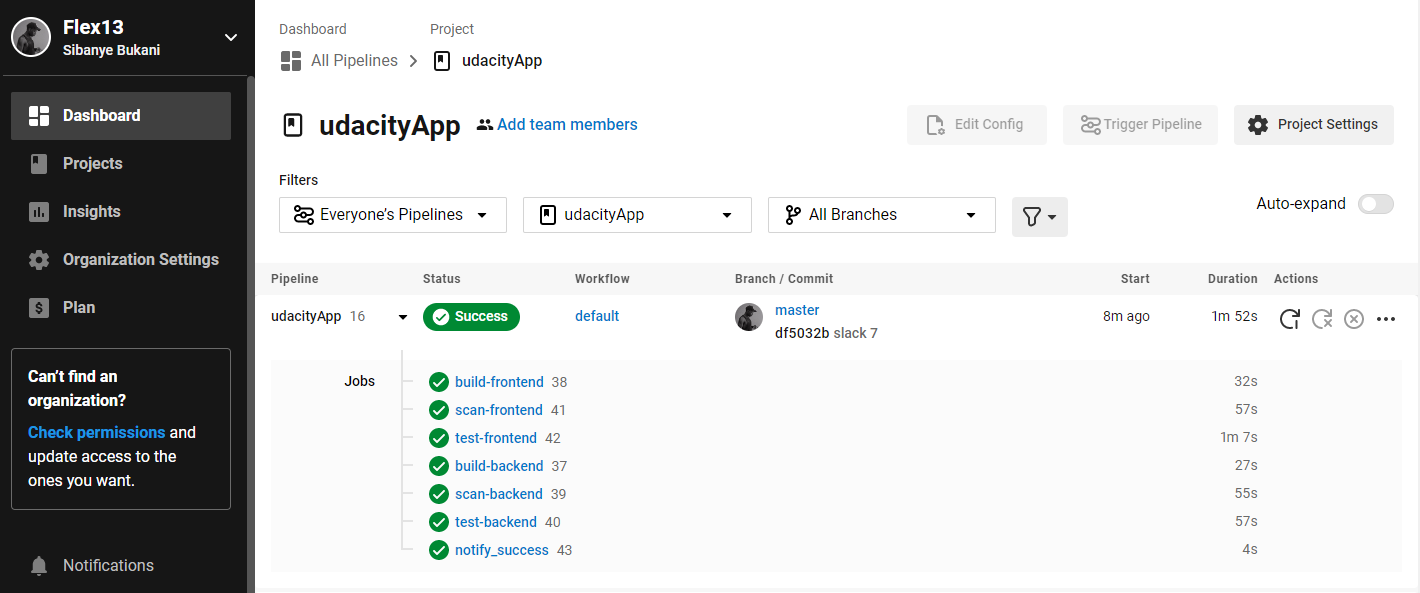 Flex13
Sibanye Bukani
Dashboard
Projects
Insights
Organization Settings
Plan
Can't find an
organization?
Check permissions and
update access to the
ones you want.
Notifications
Dashboard Project
All Pipelines udacityApp
udacityApp Add team members
Edit Config Trigger Pipeline Project Settings
Filters
Everyone's Pipelines udacityApp All Branches Auto-expand
Pipeline Status Workflow Branch / Commit Start Duration Actions
udacityApp 16 Success default master 8m ago 1m 52s
df5032b slack 7
Jobs build-frontend 38 32s
scan-frontend 41 57s
test-frontend 42 1m 7s
build-backend 37 27s
scan-backend 39 55s
test-backend 40 57s
notify_success 43 4s